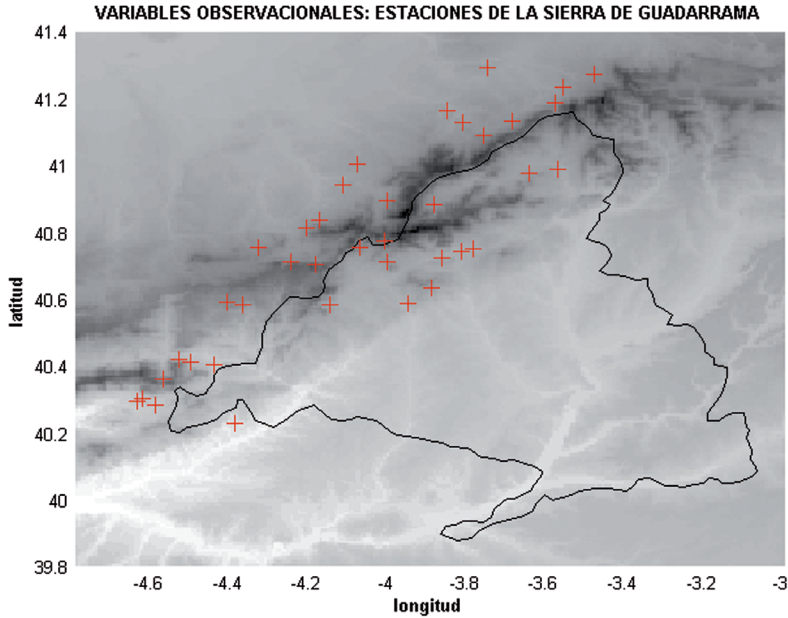 VARIABLES OBSERVACIONALES: ESTACIONES DE LA SIERRA DE GUADARRAMA
41.4
41.2
41
40.8
40.6
40.4
40.2
40
39.8
latitud
-4.6 -4.4 -4.2 -4 -3.8 -3.6 -3.4 -3.2 -3
longitud